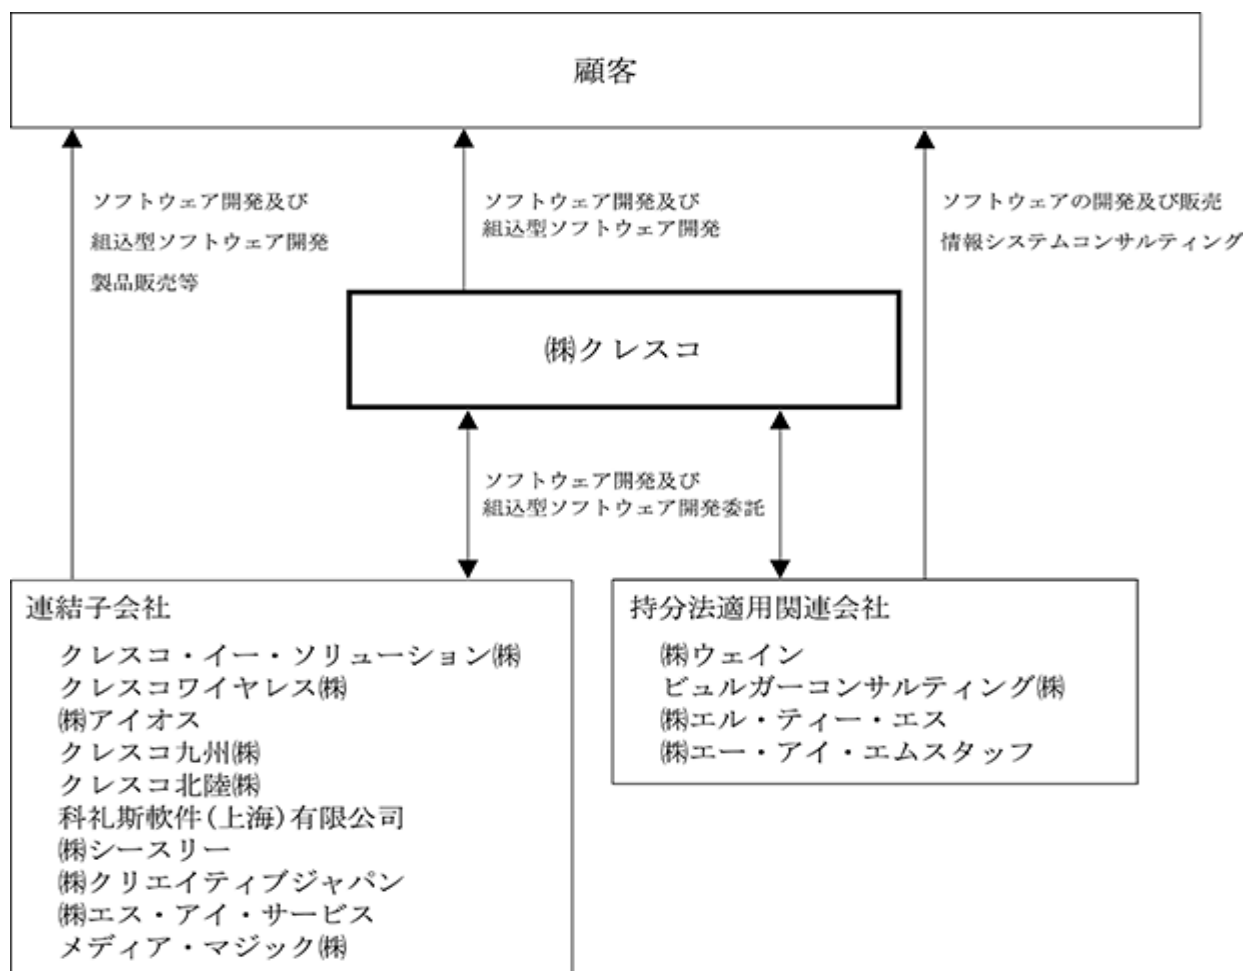 顧客
ソフトウェア開発及び
組込型ソフトウェア開発
製品販売等
ソフトウェア開発及び
組込型ソフトウェア開発
ソフトウェアの開発及び販売
情報システムコンサルティング
㈱クレスコ
ソフトウェア開発及び
組込型ソフトウェア開発委託
連結子会社
クレスコ・イー・ソリューション㈱
クレスコワイヤレス㈱
㈱アイオス
クレスコ九州㈱
クレスコ北陸㈱
科礼斯軟件(上海)有限公司
㈱シースリー
㈱クリエイティブジャパン
㈱エス・アイ・サービス
メディア・マジック㈱
持分法適用関連会社
㈱ウェイン
ビュルガーコンサルティング㈱
㈱エル・ティー・エス
㈱エー・アイ・エムスタッフ